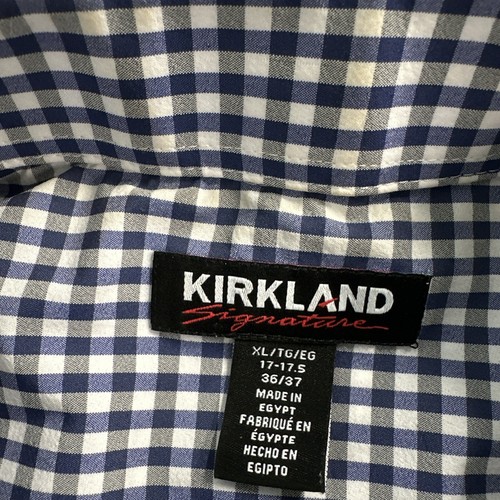 KIRKLAND
Signature
XL/TG/EG
17-17.5
36/37
MADE IN
EGYPT
FABRIQUÉ EN
ÉGYPTE
HECHO EN
EGIPTO